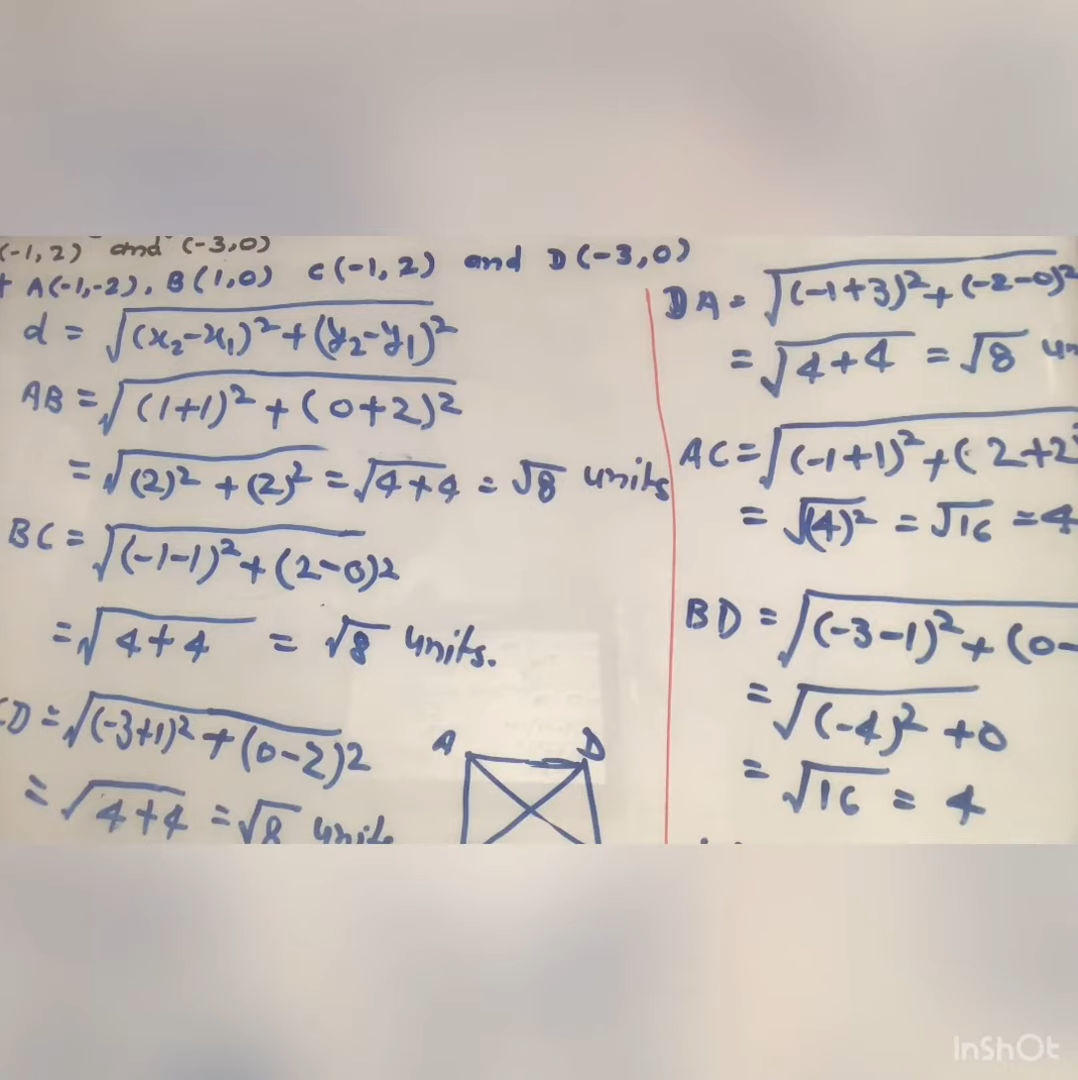 (-1,2) and (-3,0)
A(-1,-2), B(1,0) C(-1,2) and D(-3,0)
d = √(x₂-x₁)²+(y₂-y₁)²
AB = √(1+1)²+(0+2)²
= √(2)²+(2)² = √4+4 = √8 units
BC = √(-1-1)²+(2-0)2
= √4+4 = √8 units.
CD = √(-3+1)²+(0-2)2
= √4+4 = √8 units
A D
DA = √(-1+3)²+(-2-0)²
= √4+4 = √8 un
AC = √(-1+1)²+(2+2)
= √(4)² = √16 = 4
BD = √(-3-1)²+(0-
= √(-4)²+0
= √16 = 4
InShOt